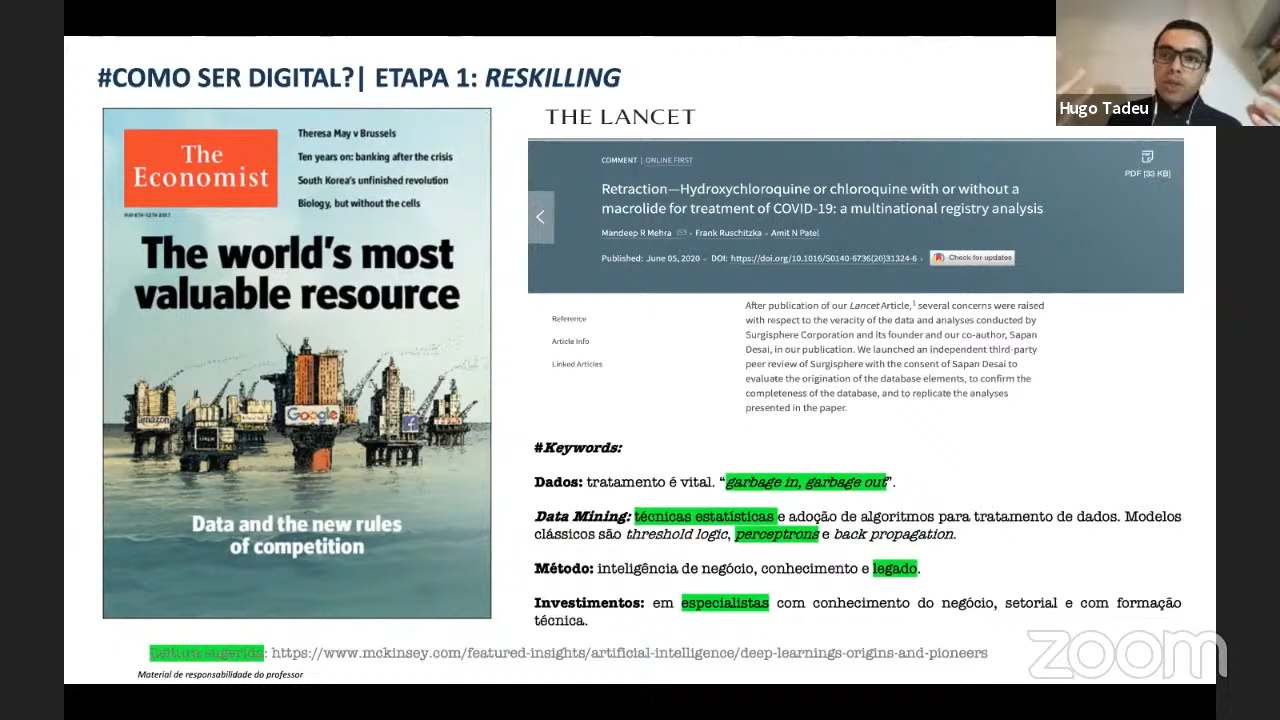 #COMO SER DIGITAL?| ETAPA 1: RESKILLING
Hugo Tadeu
The
Economist
Theresa May v Brussels
Ten years on: banking after the crisis
South Korea's unfinished revolution
Biology, but without the cells
The world's most
valuable resource
amazon
Google
Data and the new rules
of competition
THE LANCET
COMMENT | ONLINE FIRST
PDF [33 KB]
Retraction—Hydroxychloroquine or chloroquine with or without a
macrolide for treatment of COVID-19: a multinational registry analysis
Mandeep R Mehra • Frank Ruschitzka • Amit N Patel
Published: June 05, 2020 • DOI: https://doi.org/10.1016/S0140-6736(20)31324-6 • Check for updates
Reference
Article Info
Linked Articles
After publication of our Lancet Article,1 several concerns were raised
with respect to the veracity of the data and analyses conducted by
Surgisphere Corporation and its founder and our co-author, Sapan
Desai, in our publication. We launched an independent third-party
peer review of Surgisphere with the consent of Sapan Desai to
evaluate the origination of the database elements, to confirm the
completeness of the database, and to replicate the analyses
presented in the paper.
#Keywords:
Dados: tratamento é vital. “garbage in, garbage out”.
Data Mining: técnicas estatísticas e adoção de algoritmos para tratamento de dados. Modelos
clássicos são threshold logic, perceptrons e back propagation.
Método: inteligência de negócio, conhecimento e legado.
Investimentos: em especialistas com conhecimento do negócio, setorial e com formação
técnica.
Leitura sugerida: https://www.mckinsey.com/featured-insights/artificial-intelligence/deep-learnings-origins-and-pioneers
Material de responsabilidade do professor
zoom